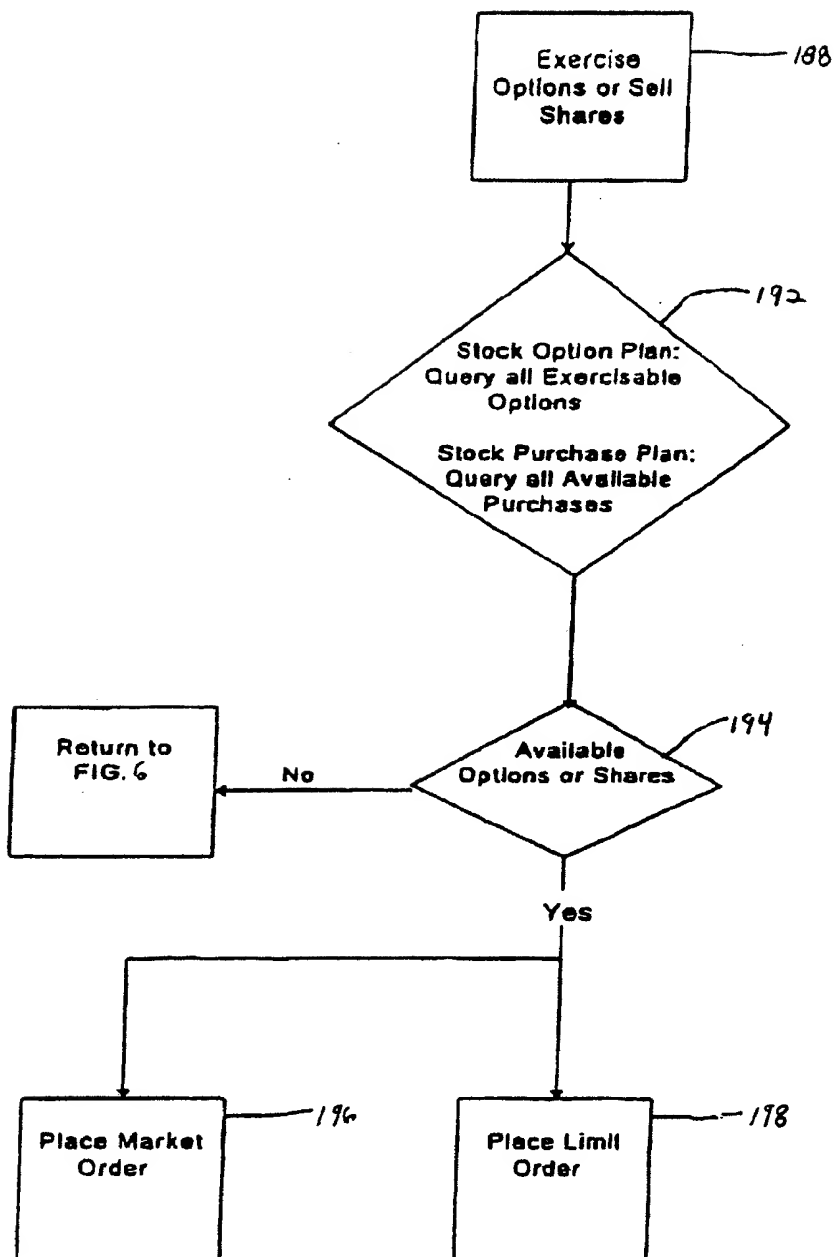 Exercise
Options or Sell
Shares
188
192
Stock Option Plan:
Query all Exercisable
Options
Stock Purchase Plan:
Query all Available
Purchases
194
Available
Options or Shares
No
Return to
FIG. 6
Yes
Place Market
Order
196
Place Limit
Order
198